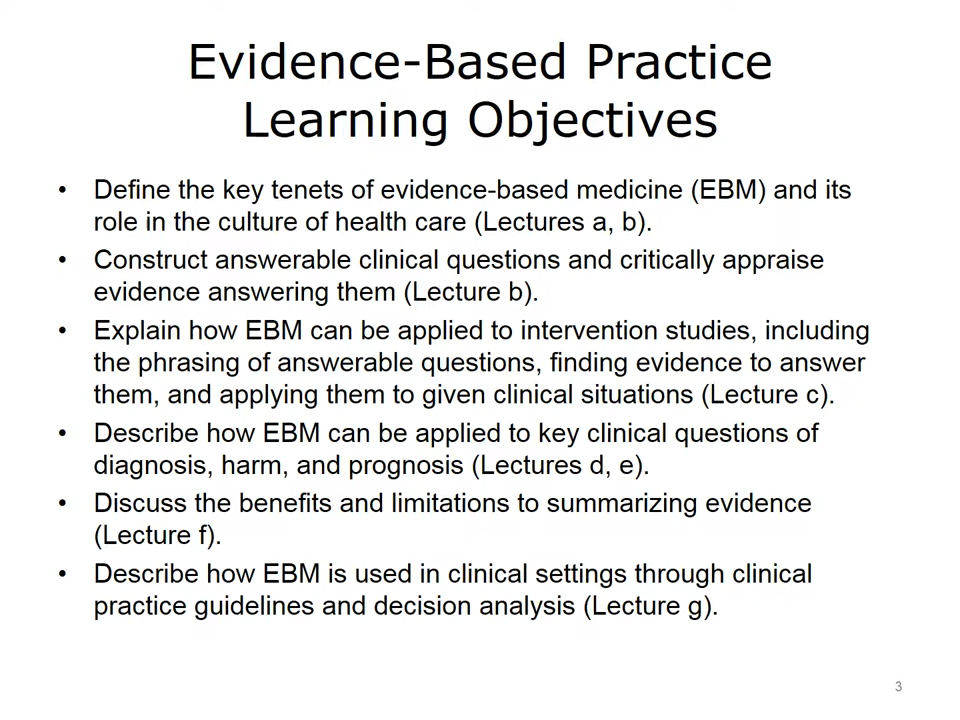 Evidence-Based Practice
Learning Objectives
• Define the key tenets of evidence-based medicine (EBM) and its
role in the culture of health care (Lectures a, b).
• Construct answerable clinical questions and critically appraise
evidence answering them (Lecture b).
• Explain how EBM can be applied to intervention studies, including
the phrasing of answerable questions, finding evidence to answer
them, and applying them to given clinical situations (Lecture c).
• Describe how EBM can be applied to key clinical questions of
diagnosis, harm, and prognosis (Lectures d, e).
• Discuss the benefits and limitations to summarizing evidence
(Lecture f).
• Describe how EBM is used in clinical settings through clinical
practice guidelines and decision analysis (Lecture g).
3